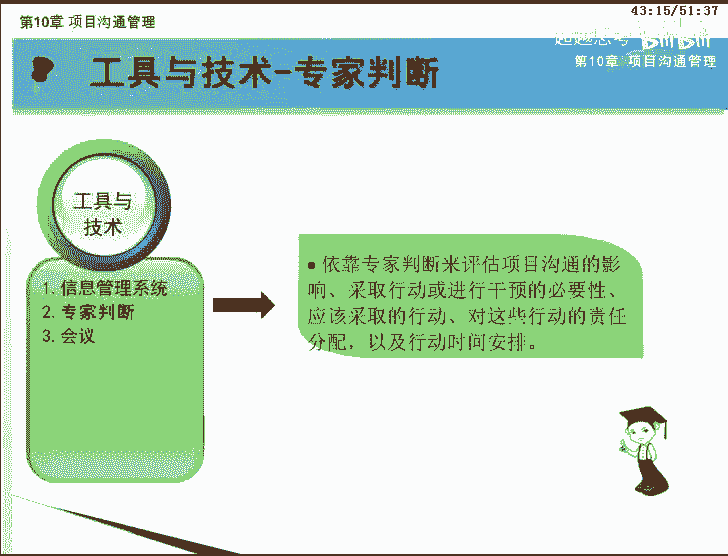 43:15/51:37
第10章 项目沟通管理
第10章 项目沟通管理
工具与技术-专家判断
工具与
技术
1. 信息管理系统
2. 专家判断
3. 会议
• 依靠专家判断来评估项目沟通的影
响、采取行动或进行干预的必要性、
应该采取的行动、对这些行动的责任
分配，以及行动时间安排。